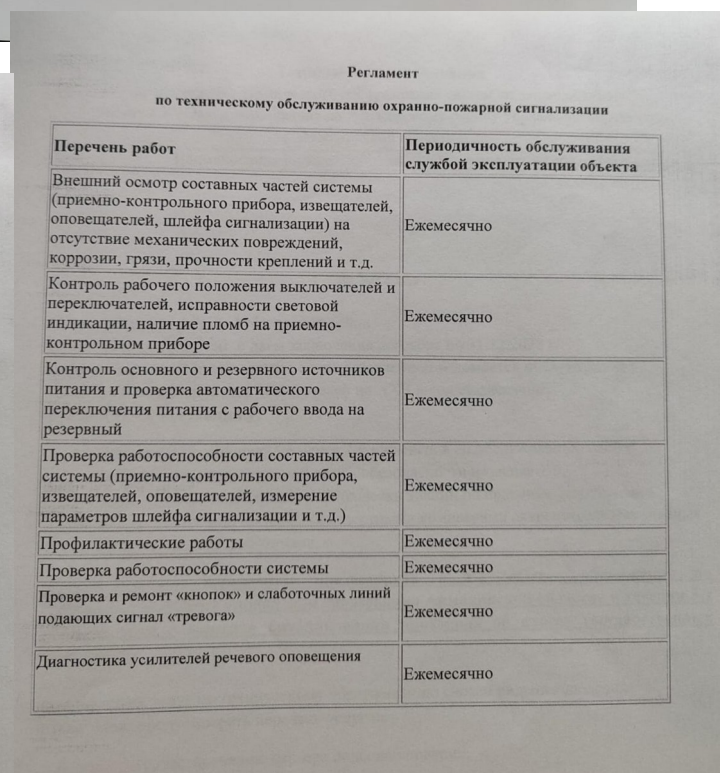 Регламент
по техническому обслуживанию охранно-пожарной сигнализации
Перечень работ
Периодичность обслуживания
службой эксплуатации объекта
Внешний осмотр составных частей системы
(приемно-контрольного прибора, извещателей,
оповещателей, шлейфа сигнализации) на
отсутствие механических повреждений,
коррозии, грязи, прочности креплений и т.д.
Ежемесячно
Контроль рабочего положения выключателей и
переключателей, исправности световой
индикации, наличие пломб на приемно-
контрольном приборе
Ежемесячно
Контроль основного и резервного источников
питания и проверка автоматического
переключения питания с рабочего ввода на
резервный
Ежемесячно
Проверка работоспособности составных частей
системы (приемно-контрольного прибора,
извещателей, оповещателей, измерение
параметров шлейфа сигнализации и т.д.)
Ежемесячно
Профилактические работы
Ежемесячно
Проверка работоспособности системы
Ежемесячно
Проверка и ремонт «кнопок» и слаботочных линий
подающих сигнал «тревога»
Ежемесячно
Диагностика усилителей речевого оповещения
Ежемесячно